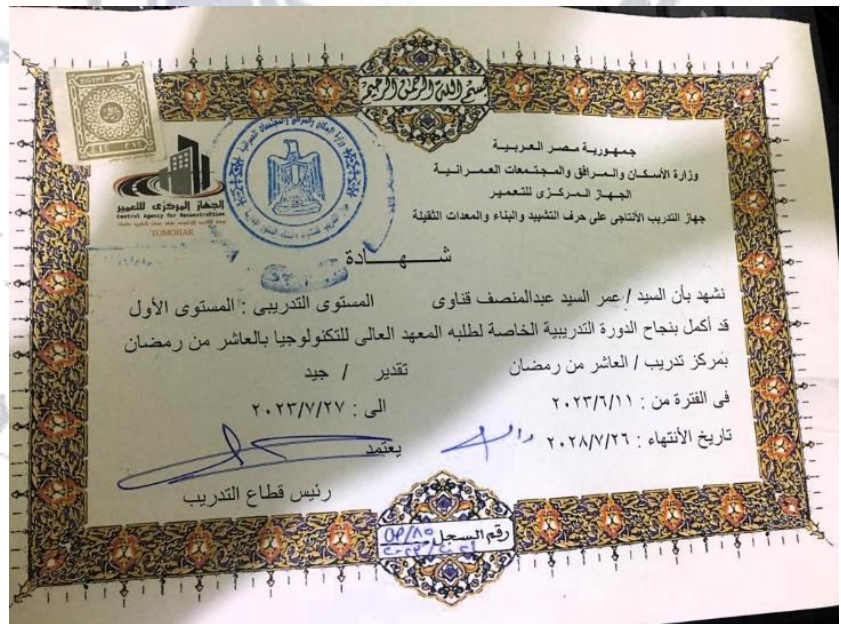 بسم الله الرحمن الرحيم
EGYPT مصر
جمهورية مصر العربية
وزارة الأسكان والمرافق والمجتمعات العمرانية
الجهاز المركزى للتعمير
جهاز التدريب الأنتاجى على حرف التشييد والبناء والمعدات الثقيلة
الجهاز المركزي للتعمير
Central Agency for Reconstruction
TOMOHAR
شهادة
نشهد بأن السيد / عمر السيد عبدالمنصف قناوى المستوى التدريبى : المستوى الأول
قد أكمل بنجاح الدورة التدريبية الخاصة لطلبه المعهد العالى للتكنولوجيا بالعاشر من رمضان
بمركز تدريب / العاشر من رمضان تقدير / جيد
فى الفترة من : ٢٠٢٣/٦/١١ الى : ٢٠٢٣/٧/٢٧
تاريخ الأنتهاء : ٢٠٢٨/٧/٢٦ يعتمد
رئيس قطاع التدريب
رقم السجل